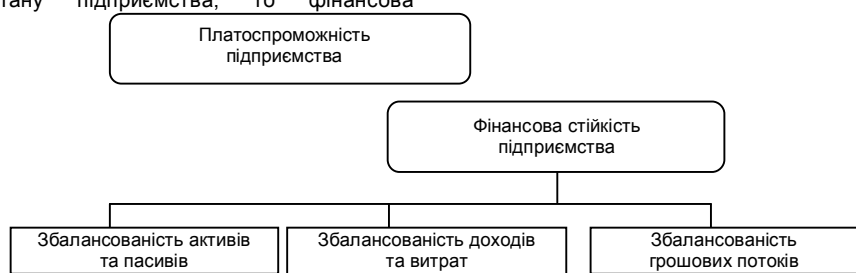 тану підприємства, то фінансова
Платоспроможність
підприємства
Фінансова стійкість
підприємства
Збалансованість активів
та пасивів
Збалансованість доходів
та витрат
Збалансованість
грошових потоків